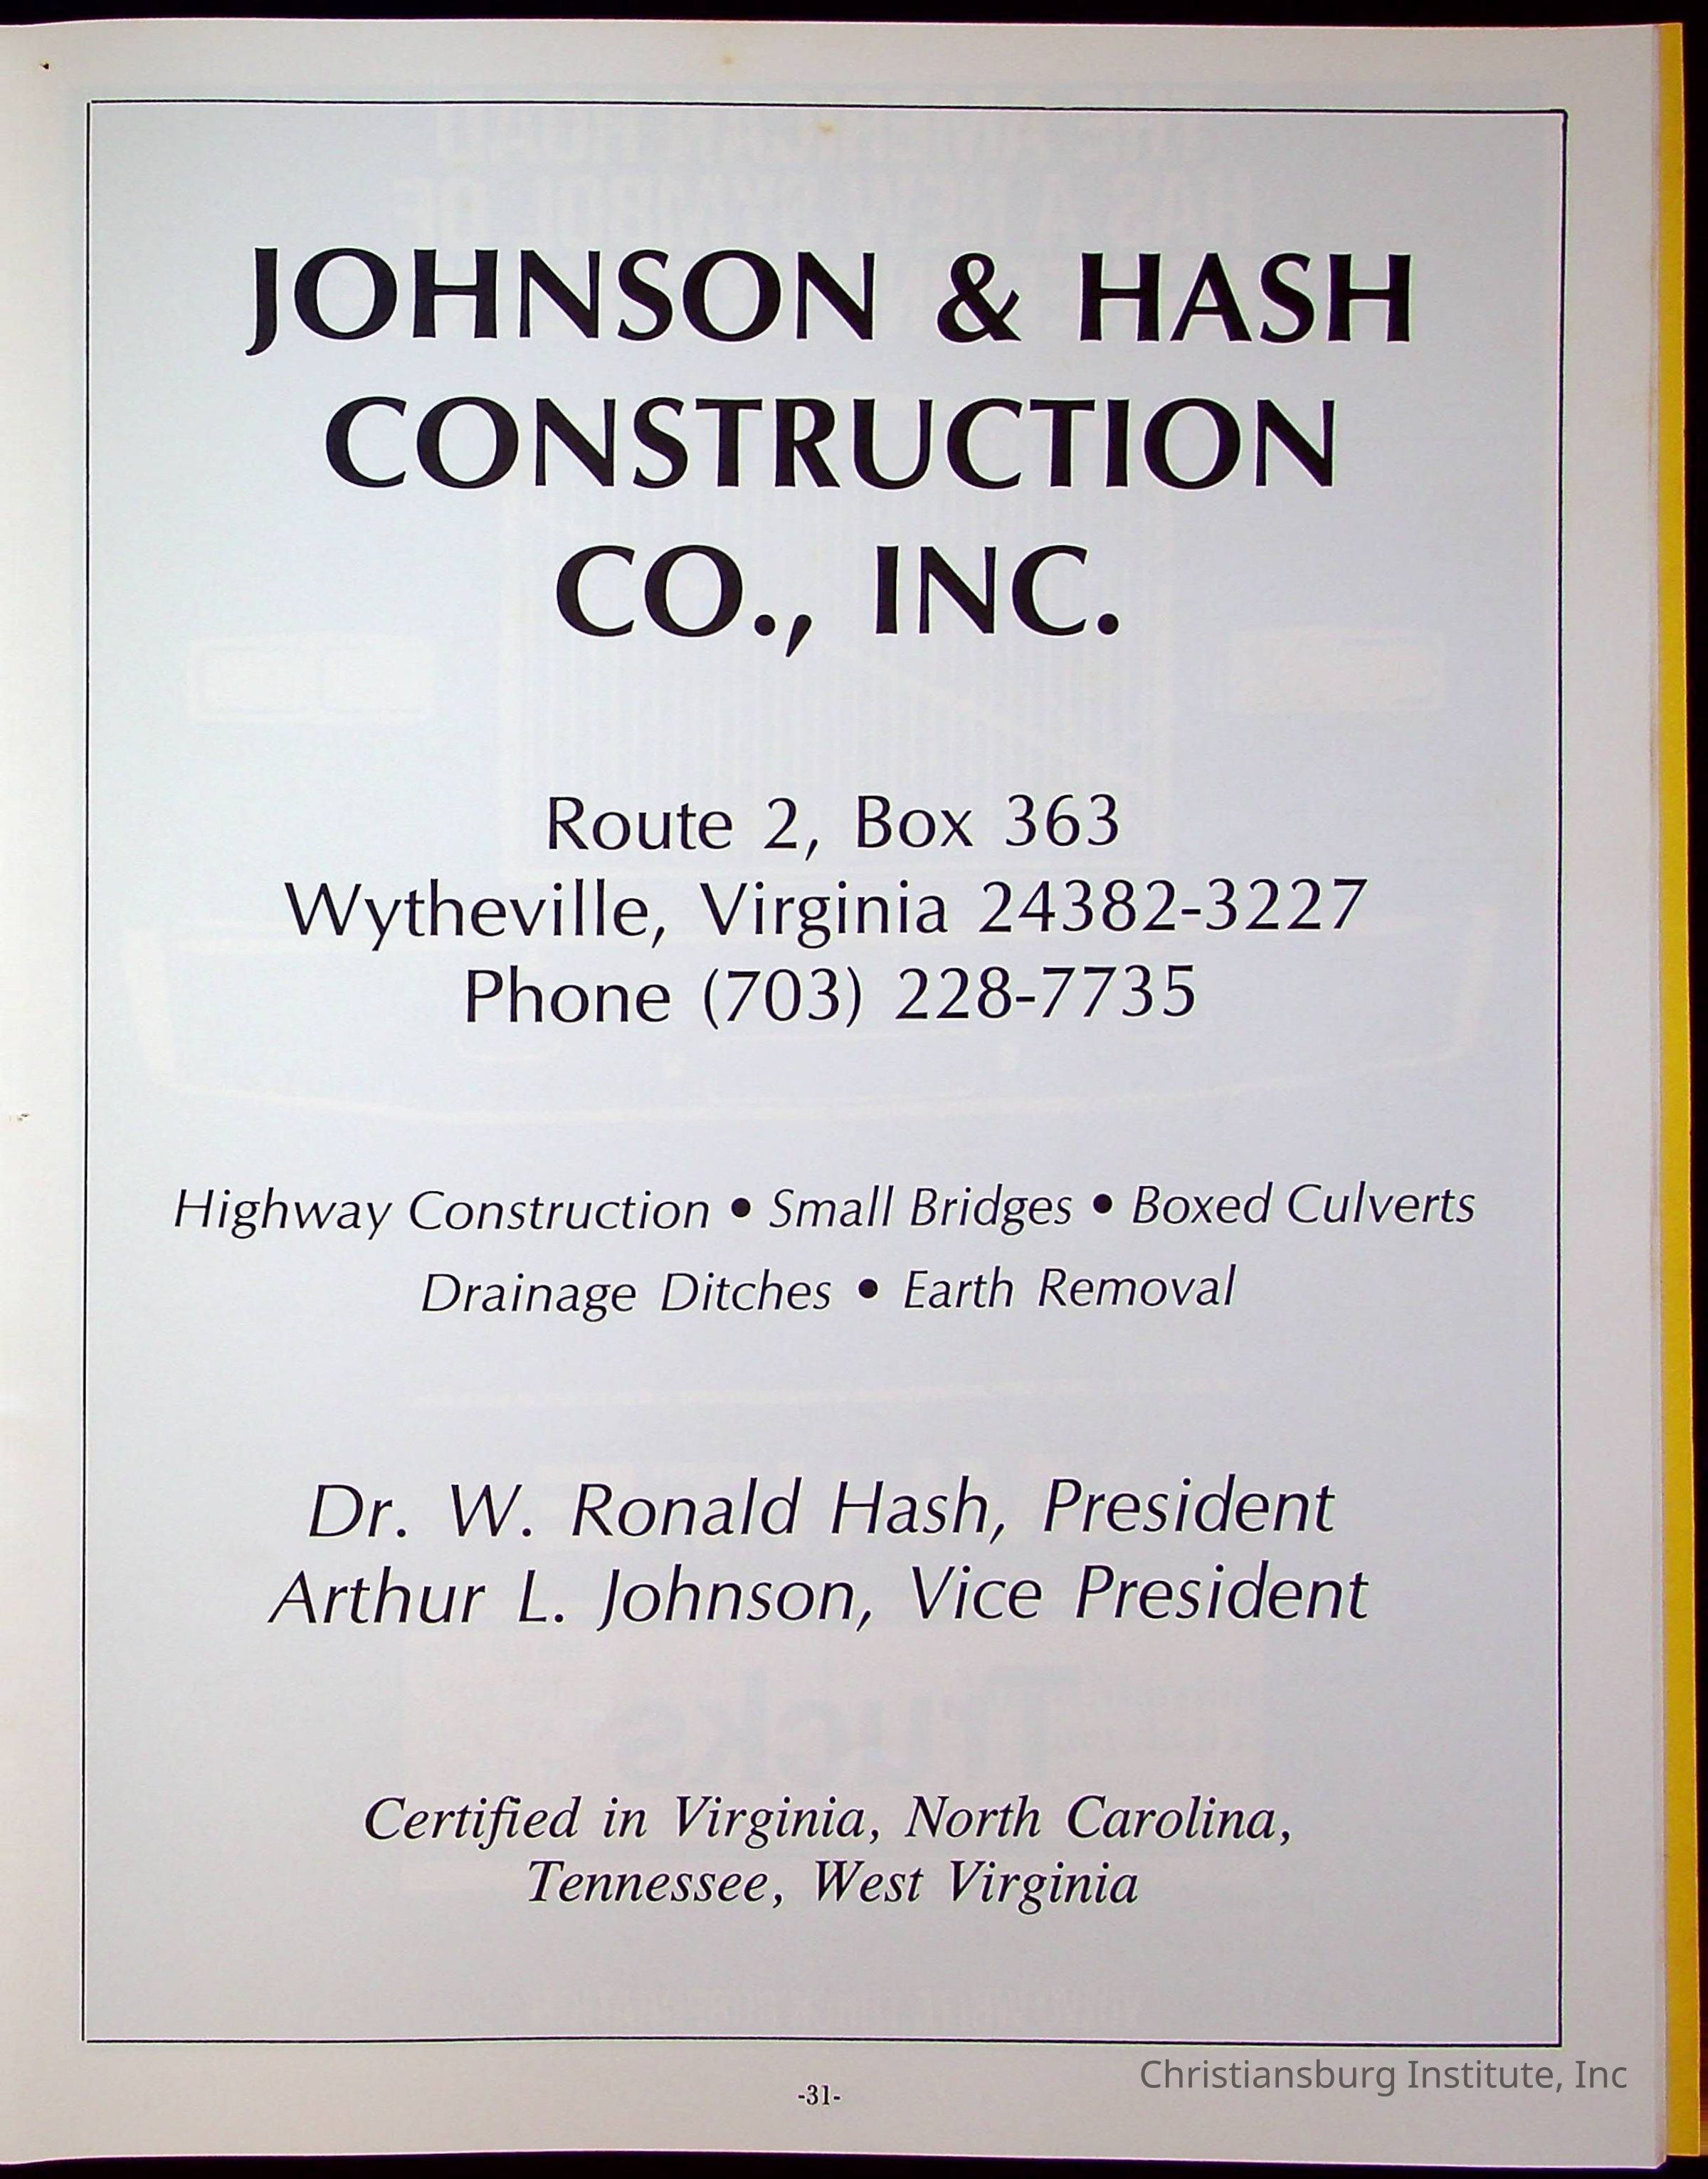 JOHNSON & HASH
CONSTRUCTION
CO., INC.
Route 2, Box 363
Wytheville, Virginia 24382-3227
Phone (703) 228-7735
Highway Construction • Small Bridges • Boxed Culverts
Drainage Ditches • Earth Removal
Dr. W. Ronald Hash, President
Arthur L. Johnson, Vice President
Certified in Virginia, North Carolina,
Tennessee, West Virginia
-31-
Christiansburg Institute, Inc